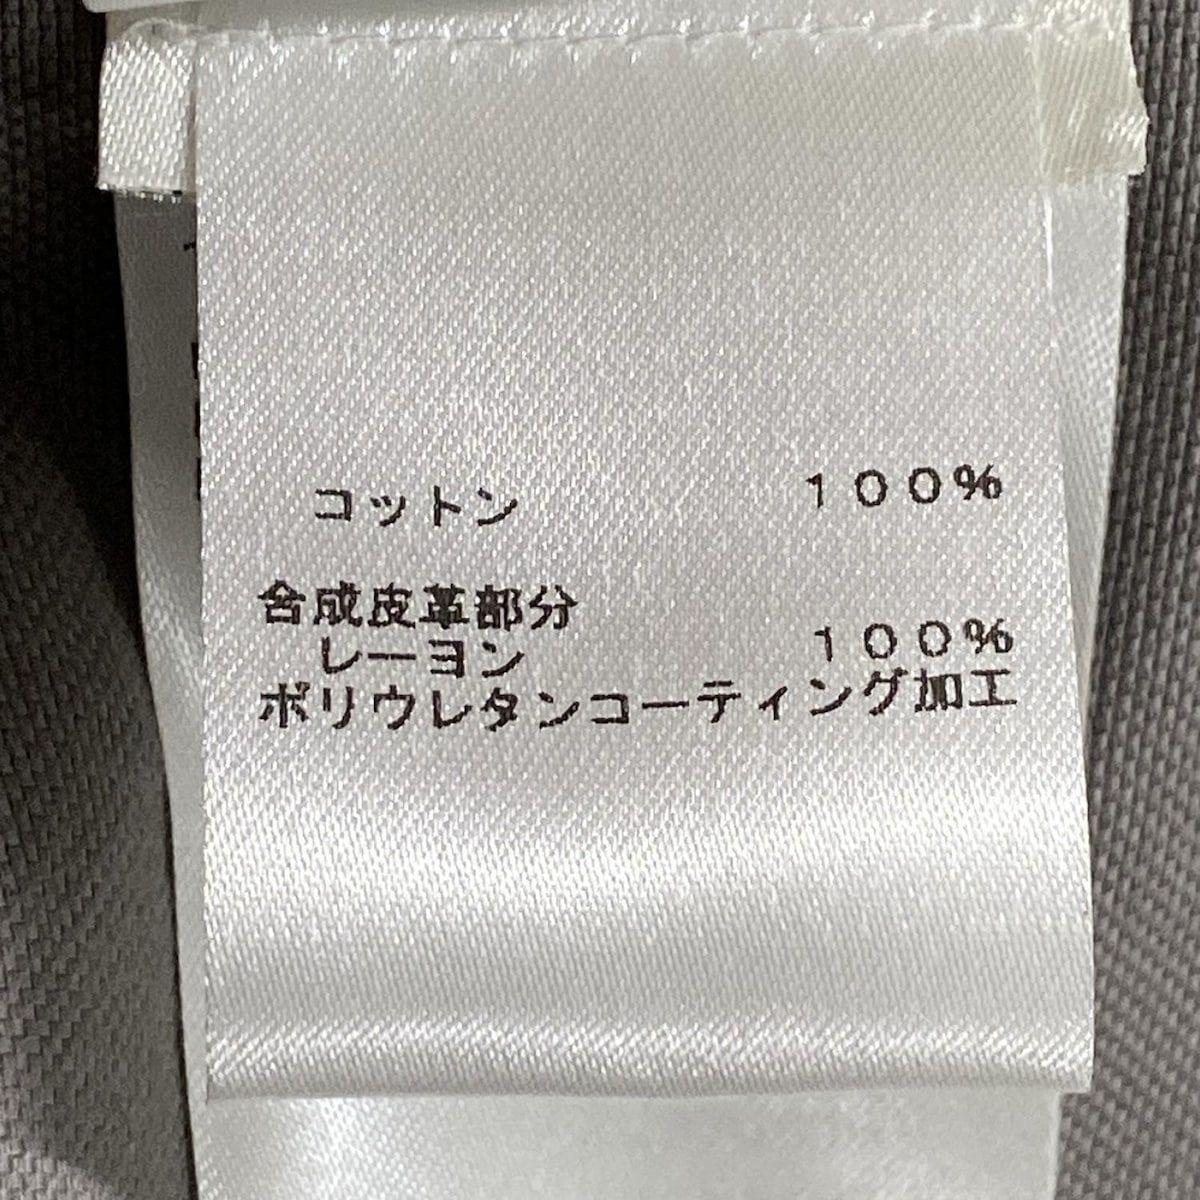 コットン １００％
合成皮革部分
レーヨン １００％
ポリウレタンコーティング加工